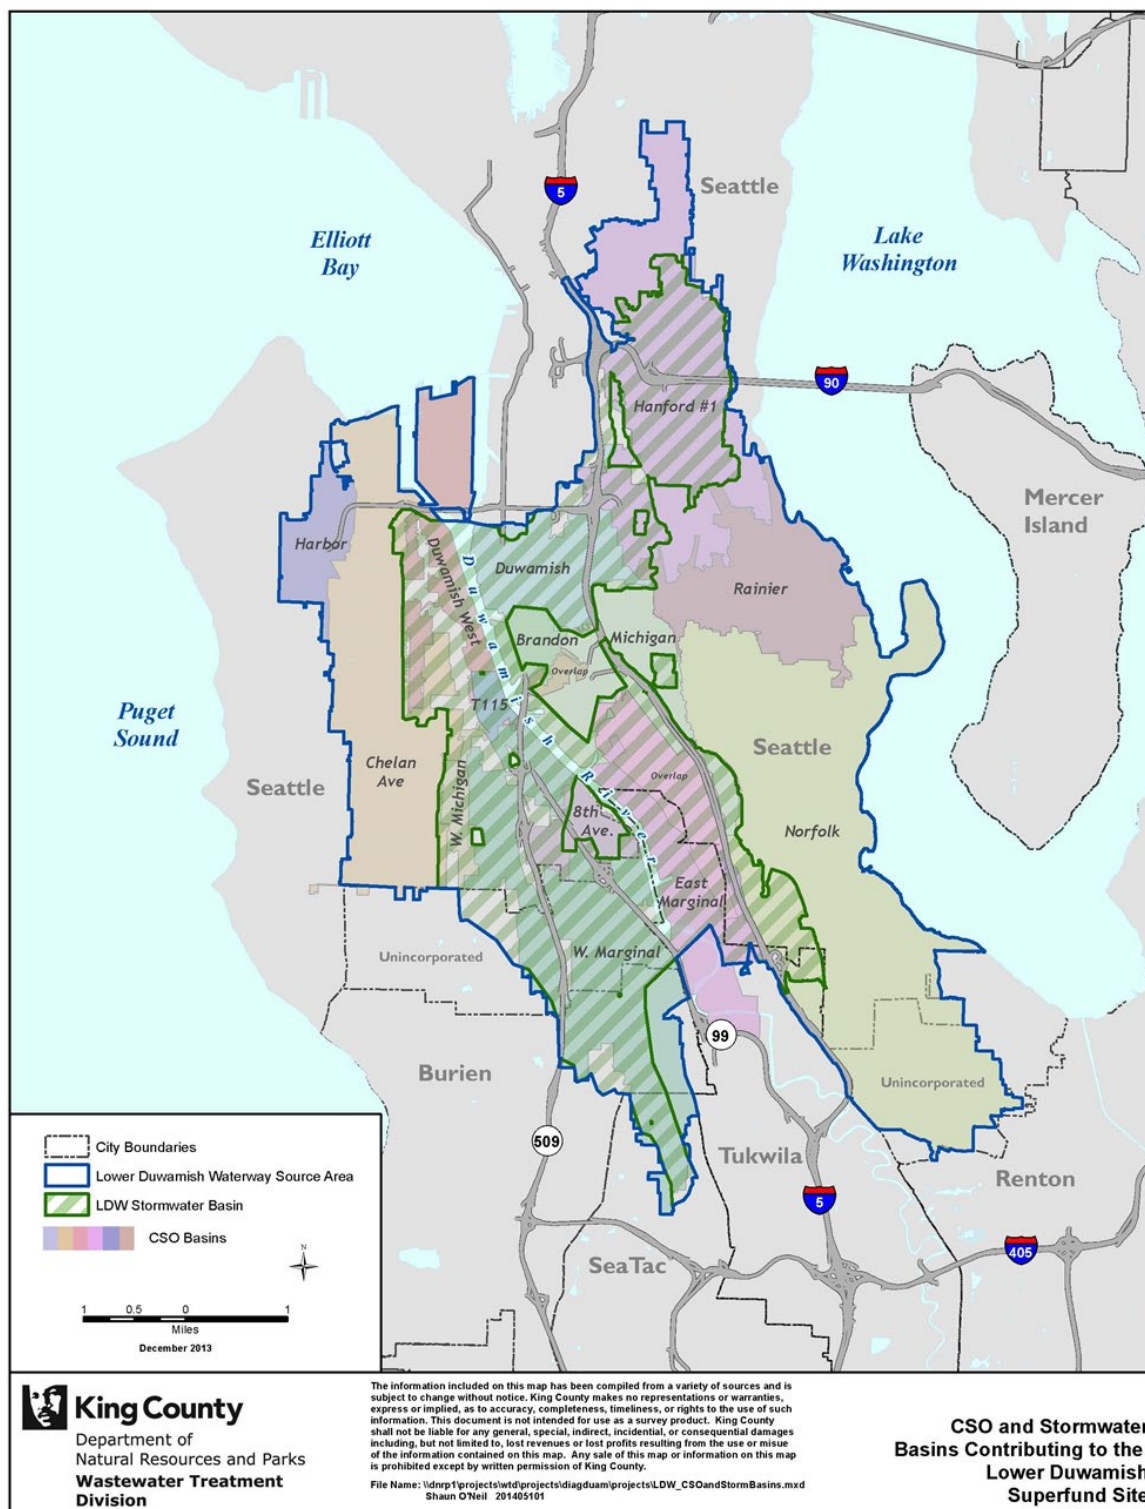 Seattle
5
Elliott
Bay
Lake
Washington
90
Hanford #1
Mercer
Island
Harbor
Duwamish West
Duwamish
Duwamish River
Rainier
Brandon
Michigan
Overlap
T115
Puget
Sound
Seattle
Seattle
Chelan
Ave
W. Michigan
Overlap
8th
Ave.
Norfolk
East
Marginal
W. Marginal
Unincorporated
99
Burien
Unincorporated
509
Tukwila
Renton
5
405
SeaTac
City Boundaries
Lower Duwamish Waterway Source Area
LDW Stormwater Basin
CSO Basins
N
1 0.5 0 1
Miles
December 2013
King County
Department of
Natural Resources and Parks
Wastewater Treatment
Division
The information included on this map has been compiled from a variety of sources and is
subject to change without notice. King County makes no representations or warranties,
express or implied, as to accuracy, completeness, timeliness, or rights to the use of such
information. This document is not intended for use as a survey product. King County
shall not be liable for any general, special, indirect, incidental, or consequential damages
including, but not limited to, lost revenues or lost profits resulting from the use or misuse
of the information contained on this map. Any sale of this map or information on this map
is prohibited except by written permission of King County.
File Name: \\dnrp1\projects\wtd\projects\diagduam\projects\LDW_CSOandStormBasins.mxd
Shaun O'Neil 201405101
CSO and Stormwater
Basins Contributing to the
Lower Duwamish
Superfund Site